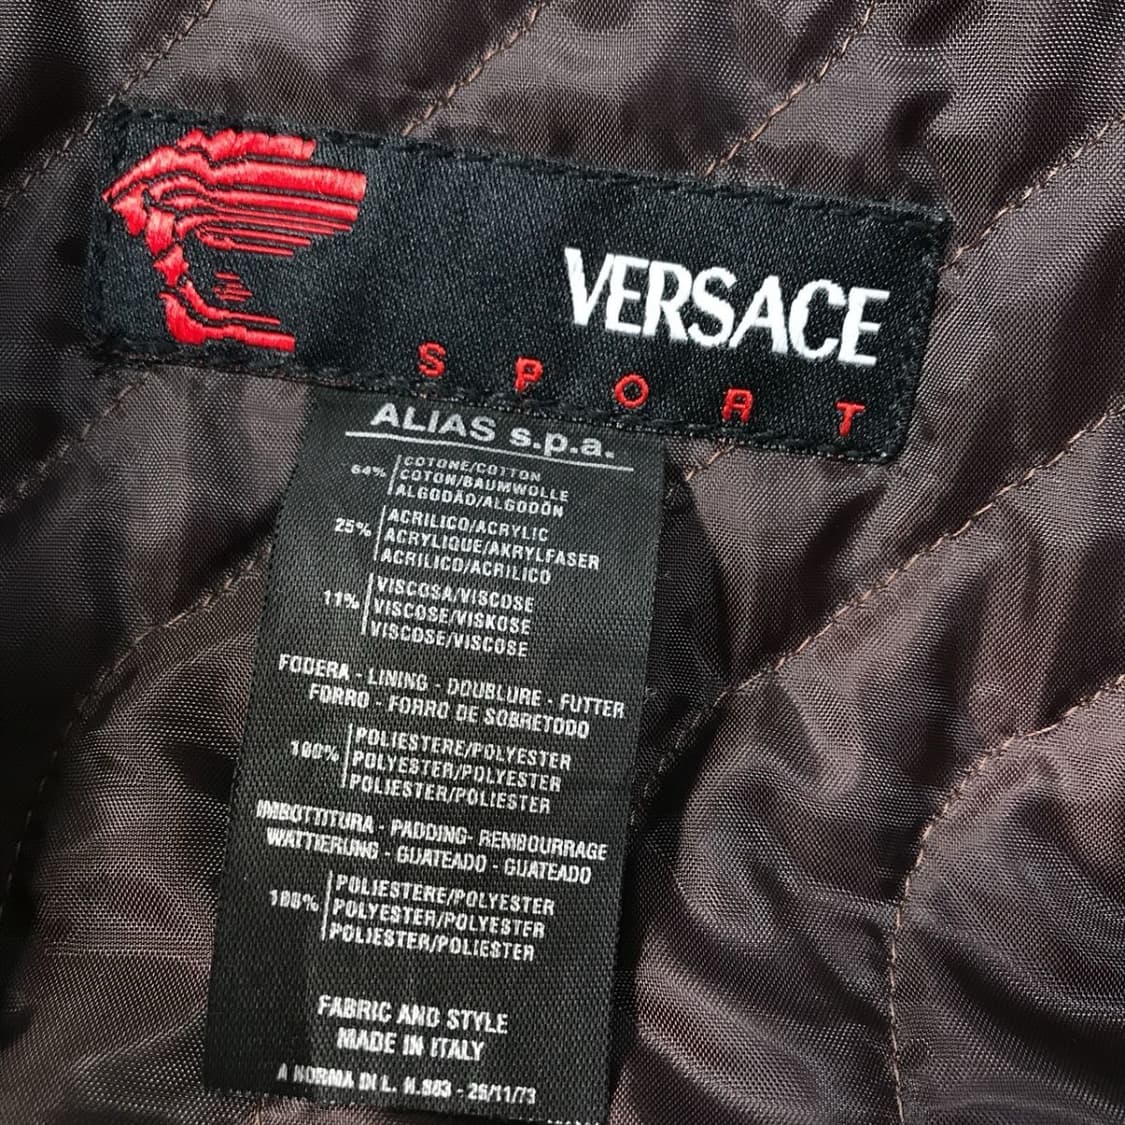 VERSACE
SPORT
ALIAS s.p.a.
64% COTONE/COTTON
COTON/BAUMWOLLE
ALGODÃO/ALGODÓN
25% ACRILICO/ACRYLIC
ACRYLIQUE/AKRYLFASER
ACRILICO/ACRILICO
11% VISCOSA/VISCOSE
VISCOSE/VISKOSE
VISCOSE/VISCOSE
FODERA - LINING - DOUBLURE - FUTTER
FORRO - FORRO DE SOBRETODO
100% POLIESTERE/POLYESTER
POLYESTER/POLYESTER
POLIESTER/POLIESTER
IMBOTTITURA - PADDING- REMBOURRAGE
WATTIERUNG - GUATEADO - GUATEADO
100% POLIESTERE/POLYESTER
POLYESTER/POLYESTER
POLIESTER/POLIESTER
FABRIC AND STYLE
MADE IN ITALY
A NORMA DI L. N.883 - 26/11/73